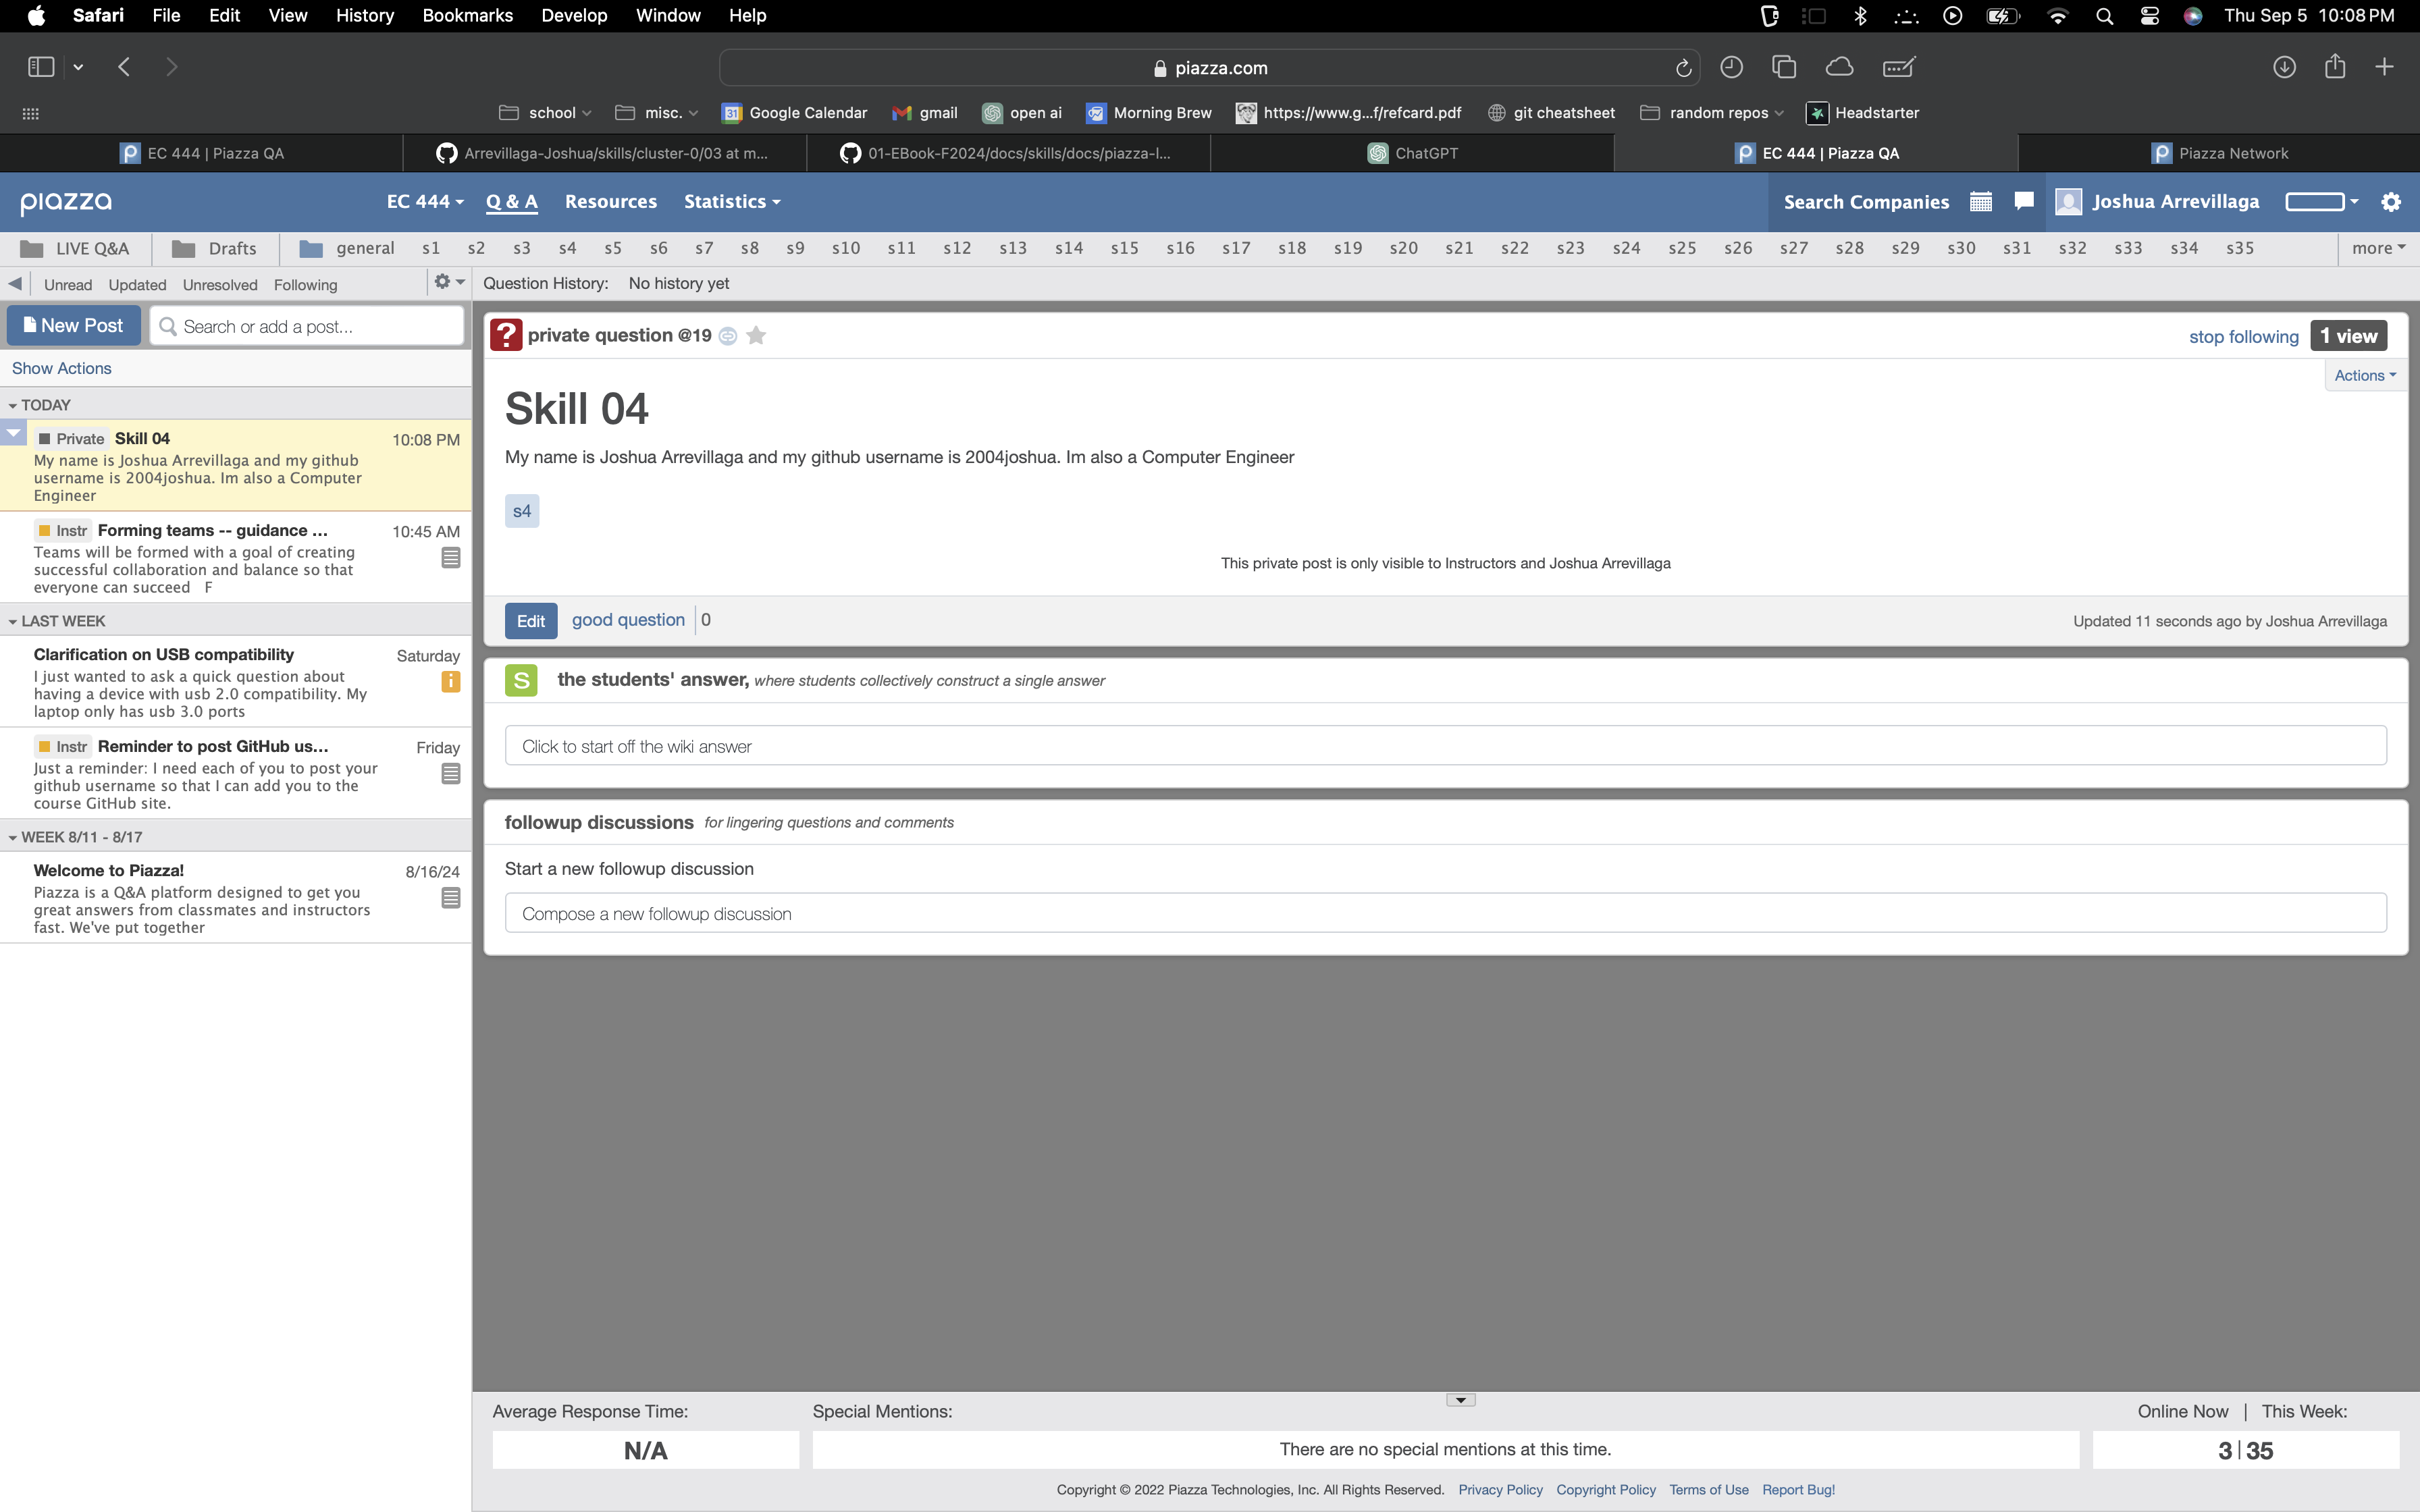 Safari File Edit View History Bookmarks Develop Window Help Thu Sep 5 10:08 PM
piazza.com
school misc. Google Calendar gmail open ai Morning Brew https://www.g...f/refcard.pdf git cheatsheet random repos Headstarter
EC 444 | Piazza QA Arrevillaga-Joshua/skills/cluster-0/03 at m... 01-EBook-F2024/docs/skills/docs/piazza-l... ChatGPT EC 444 | Piazza QA Piazza Network
piazza EC 444 Q & A Resources Statistics Search Companies Joshua Arrevillaga
LIVE Q&A Drafts general s1 s2 s3 s4 s5 s6 s7 s8 s9 s10 s11 s12 s13 s14 s15 s16 s17 s18 s19 s20 s21 s22 s23 s24 s25 s26 s27 s28 s29 s30 s31 s32 s33 s34 s35 more
Unread Updated Unresolved Following
New Post Search or add a post...
Show Actions
TODAY
Private Skill 04 10:08 PM
My name is Joshua Arrevillaga and my github
username is 2004joshua. Im also a Computer
Engineer
Instr Forming teams -- guidance ... 10:45 AM
Teams will be formed with a goal of creating
successful collaboration and balance so that
everyone can succeed F
LAST WEEK
Clarification on USB compatibility Saturday
I just wanted to ask a quick question about
having a device with usb 2.0 compatibility. My
laptop only has usb 3.0 ports
Instr Reminder to post GitHub us... Friday
Just a reminder: I need each of you to post your
github username so that I can add you to the
course GitHub site.
WEEK 8/11 - 8/17
Welcome to Piazza! 8/16/24
Piazza is a Q&A platform designed to get you
great answers from classmates and instructors
fast. We've put together
Question History: No history yet
private question @19 stop following 1 view
Actions
Skill 04
My name is Joshua Arrevillaga and my github username is 2004joshua. Im also a Computer Engineer
s4
This private post is only visible to Instructors and Joshua Arrevillaga
Edit good question 0 Updated 11 seconds ago by Joshua Arrevillaga
S the students' answer, where students collectively construct a single answer
Click to start off the wiki answer
followup discussions for lingering questions and comments
Start a new followup discussion
Compose a new followup discussion
Average Response Time: Special Mentions: Online Now | This Week:
N/A There are no special mentions at this time. 3 | 35
Copyright © 2022 Piazza Technologies, Inc. All Rights Reserved. Privacy Policy Copyright Policy Terms of Use Report Bug!